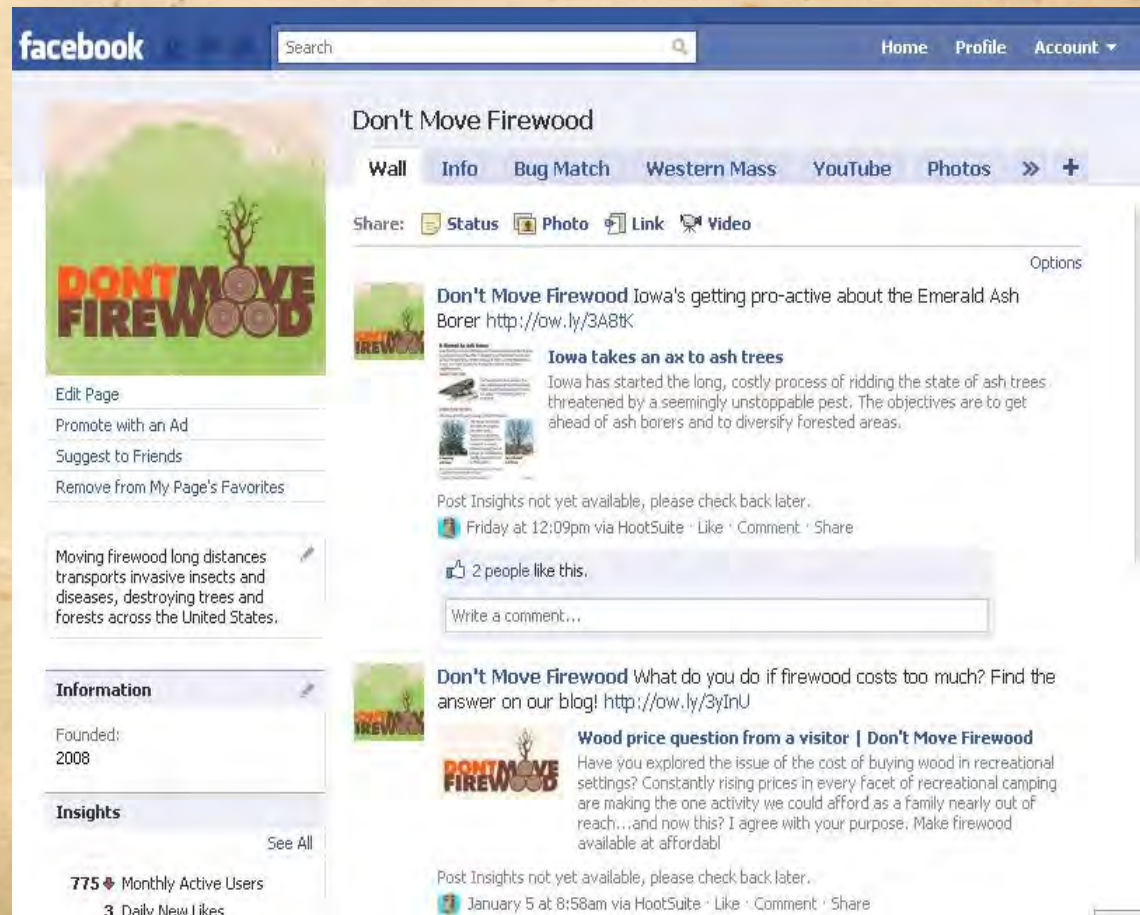 facebook
Search
Home Profile Account
Don't Move Firewood
Wall Info Bug Match Western Mass YouTube Photos » +
Share: Status Photo Link Video
Options
DONT MOVE
FIREWOOD
Edit Page
Promote with an Ad
Suggest to Friends
Remove from My Page's Favorites
Moving firewood long distances
transports invasive insects and
diseases, destroying trees and
forests across the United States.
Information
Founded:
2008
Insights
See All
775 Monthly Active Users
3 Daily New Likes
Don't Move Firewood Iowa's getting pro-active about the Emerald Ash
Borer http://ow.ly/3A8tK
Iowa takes an ax to ash trees
Iowa has started the long, costly process of ridding the state of ash trees
threatened by a seemingly unstoppable pest. The objectives are to get
ahead of ash borers and to diversify forested areas.
Post Insights not yet available, please check back later.
Friday at 12:09pm via HootSuite · Like · Comment · Share
2 people like this.
Write a comment...
Don't Move Firewood What do you do if firewood costs too much? Find the
answer on our blog! http://ow.ly/3yInU
DONT MOVE
FIREWOOD
Wood price question from a visitor | Don't Move Firewood
Have you explored the issue of the cost of buying wood in recreational
settings? Constantly rising prices in every facet of recreational camping
are making the one activity we could afford as a family nearly out of
reach...and now this? I agree with your purpose. Make firewood
available at affordabl
Post Insights not yet available, please check back later.
January 5 at 8:58am via HootSuite · Like · Comment · Share